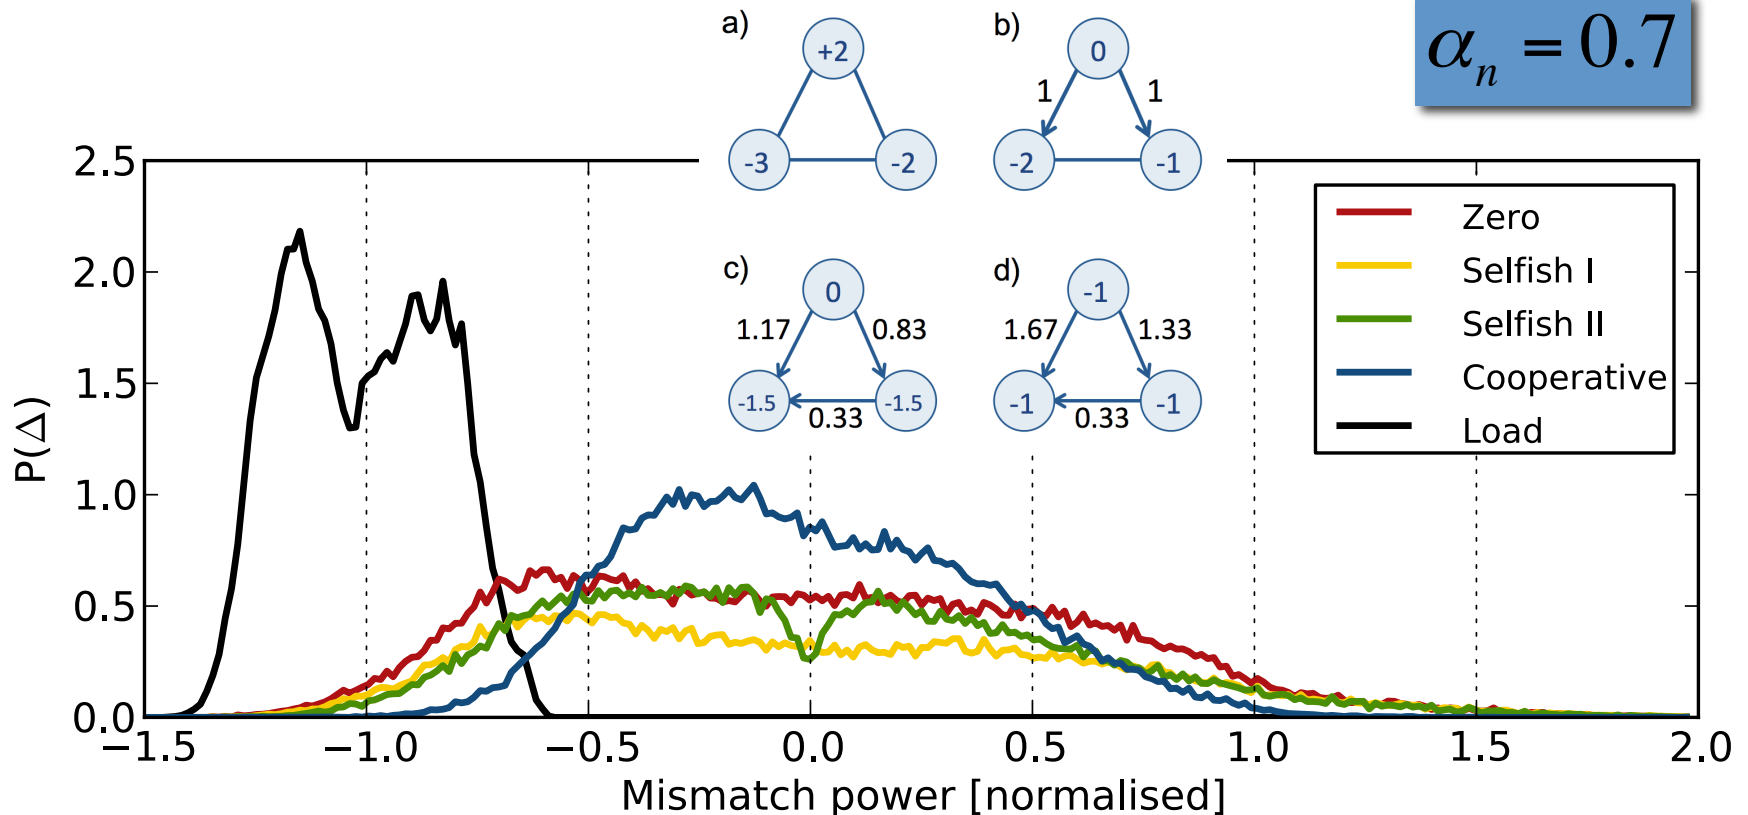 αn = 0.7
a)
+2
-3
-2
b)
0
1
1
-2
-1
c)
0
1.17
0.83
-1.5
-1.5
0.33
d)
-1
1.67
1.33
-1
-1
0.33
Zero
Selfish I
Selfish II
Cooperative
Load
P(Δ)
2.5
2.0
1.5
1.0
0.5
0.0
−1.5 −1.0 −0.5 0.0 0.5 1.0 1.5 2.0
Mismatch power [normalised]